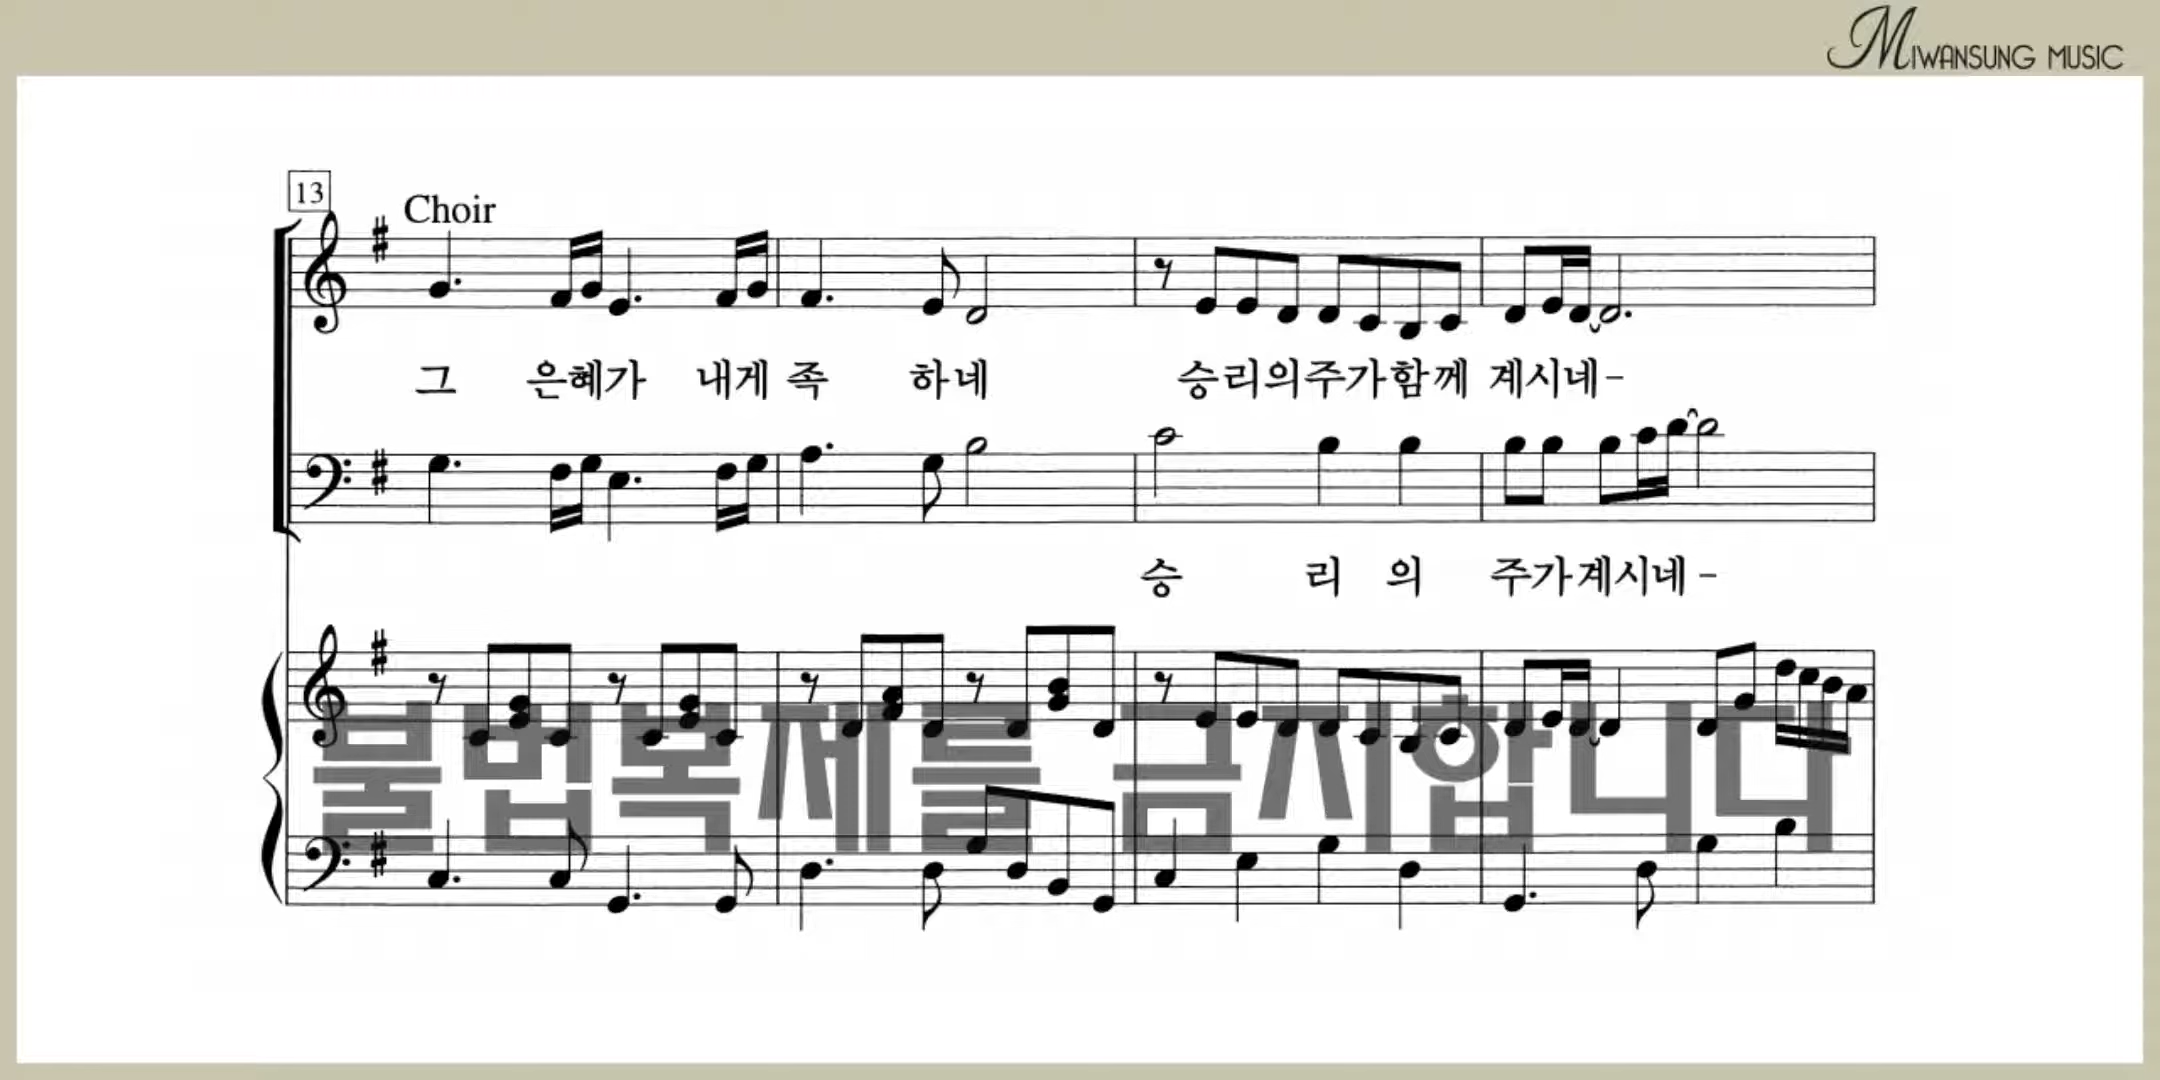 MIWANSUNG MUSIC
13
Choir
그 은혜가 내게 족 하네 승리의주가함께 계시네-
승 리 의 주가계시네-
불법복제를 금지합니다